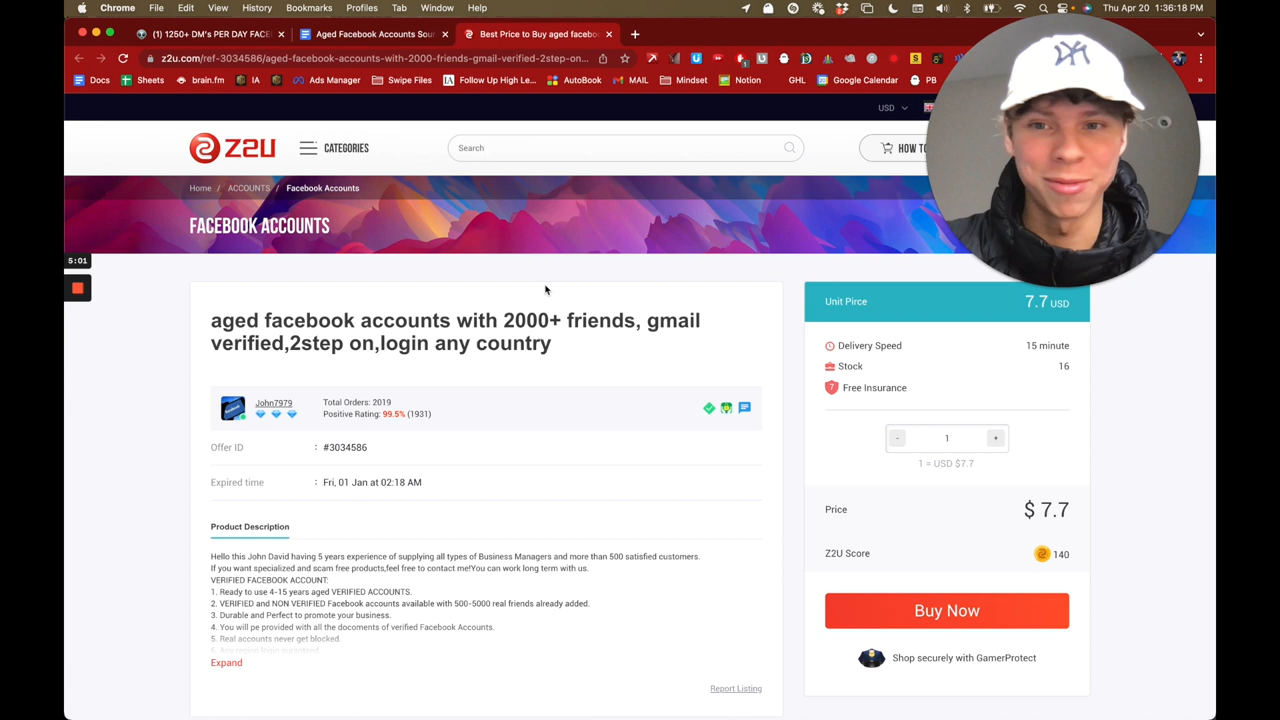 Chrome File Edit View History Bookmarks Profiles Tab Window Help
Thu Apr 20 1:36:18 PM
(1) 1250+ DM's PER DAY FACE
Aged Facebook Accounts Sour
Best Price to Buy aged facebo
z2u.com/ref-3034586/aged-facebook-accounts-with-2000-friends-gmail-verified-2step-on...
Docs Sheets brain.fm IA Ads Manager Swipe Files Follow Up High Le... AutoBook MAIL Mindset Notion GHL Google Calendar PB
USD
Z2U CATEGORIES Search HOW TO
Home / ACCOUNTS / Facebook Accounts
FACEBOOK ACCOUNTS
5:01
aged facebook accounts with 2000+ friends, gmail
verified,2step on,login any country
John7979 Total Orders: 2019
Positive Rating: 99.5% (1931)
Offer ID : #3034586
Expired time : Fri, 01 Jan at 02:18 AM
Product Description
Hello this John David having 5 years experience of supplying all types of Business Managers and more than 500 satisfied customers.
If you want specialized and scam free products,feel free to contact me!You can work long term with us.
VERIFIED FACEBOOK ACCOUNT:
1. Ready to use 4-15 years aged VERIFIED ACCOUNTS.
2. VERIFIED and NON VERIFIED Facebook accounts available with 500-5000 real friends already added.
3. Durable and Perfect to promote your business.
4. You will pe provided with all the docoments of verified Facebook Accounts.
5. Real accounts never get blocked.
6. Any region login guranteed.
Expand
Report Listing
Unit Pirce 7.7 USD
Delivery Speed 15 minute
Stock 16
7 Free Insurance
- 1 +
1 = USD $7.7
Price $ 7.7
Z2U Score 140
Buy Now
Shop securely with GamerProtect